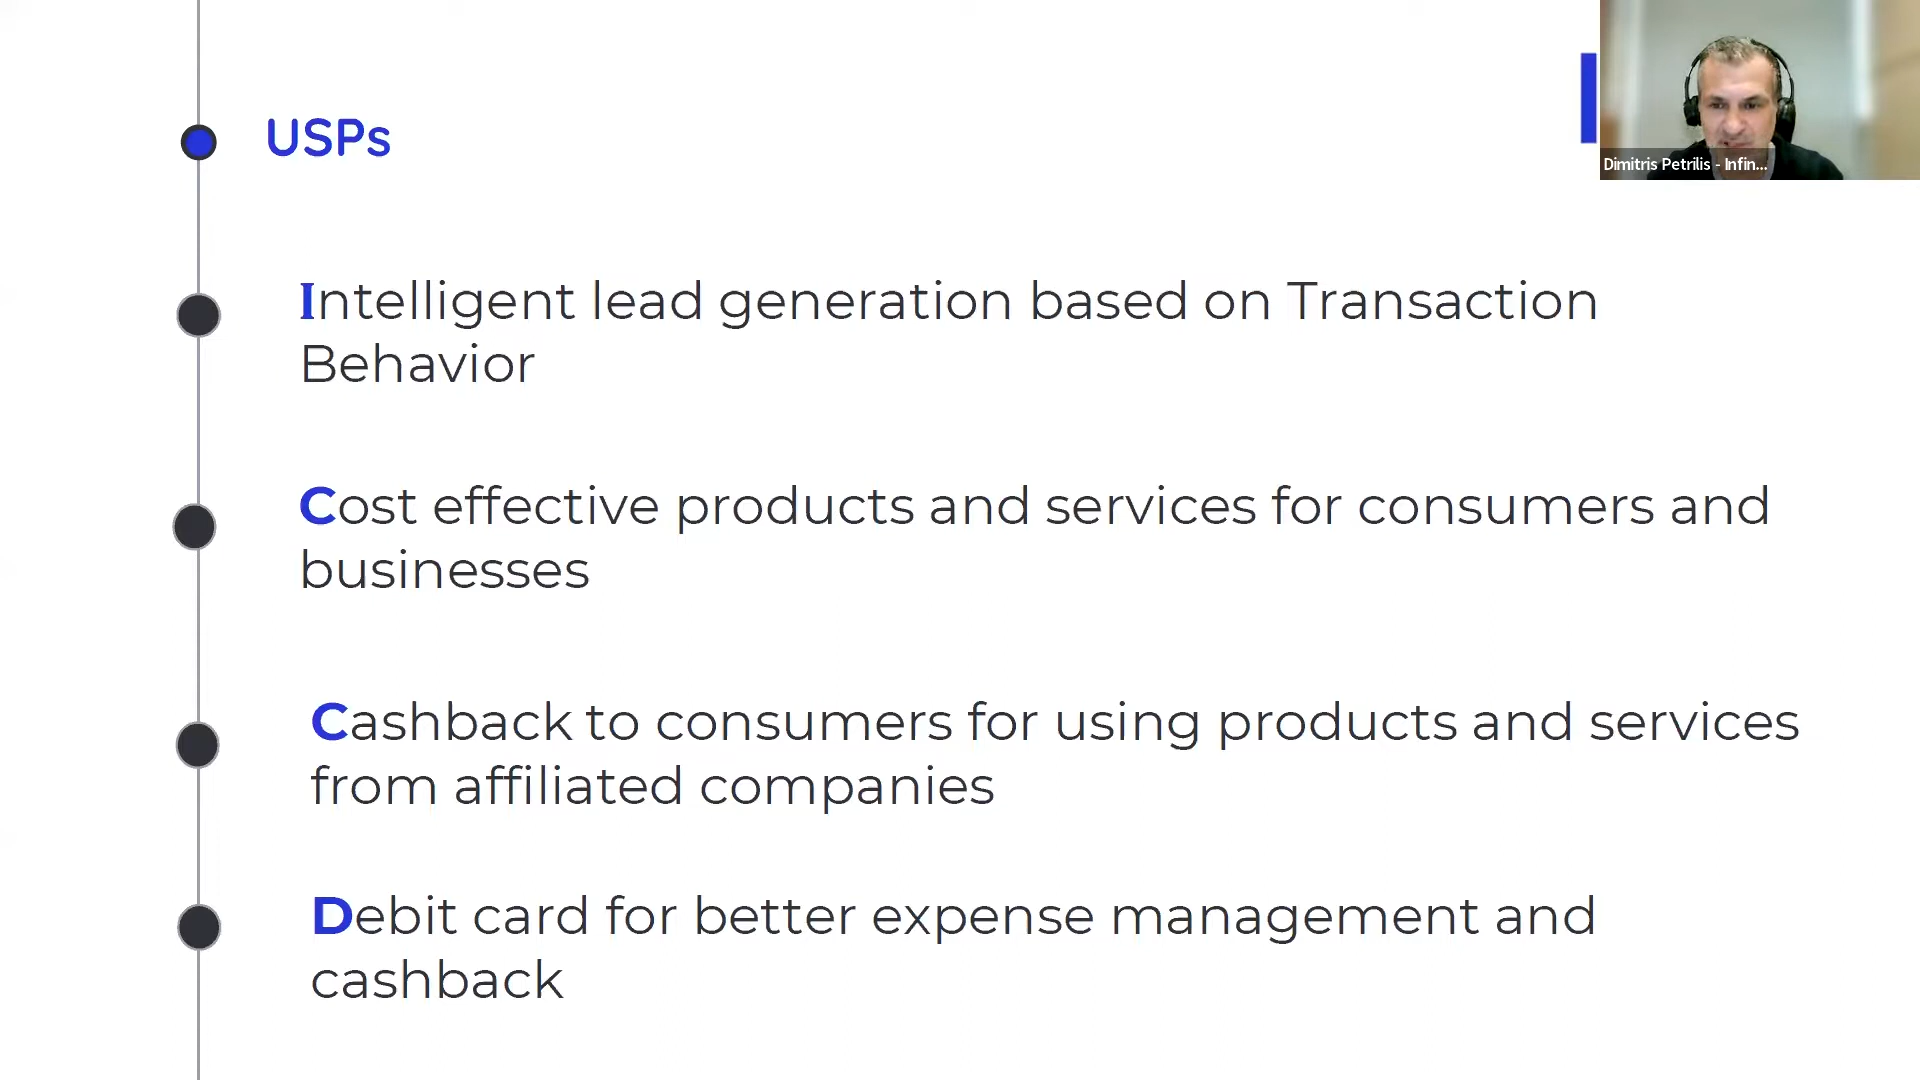 USPs
Intelligent lead generation based on Transaction
Behavior
Cost effective products and services for consumers and
businesses
Cashback to consumers for using products and services
from affiliated companies
Debit card for better expense management and
cashback
Dimitris Petrilis - Infin...